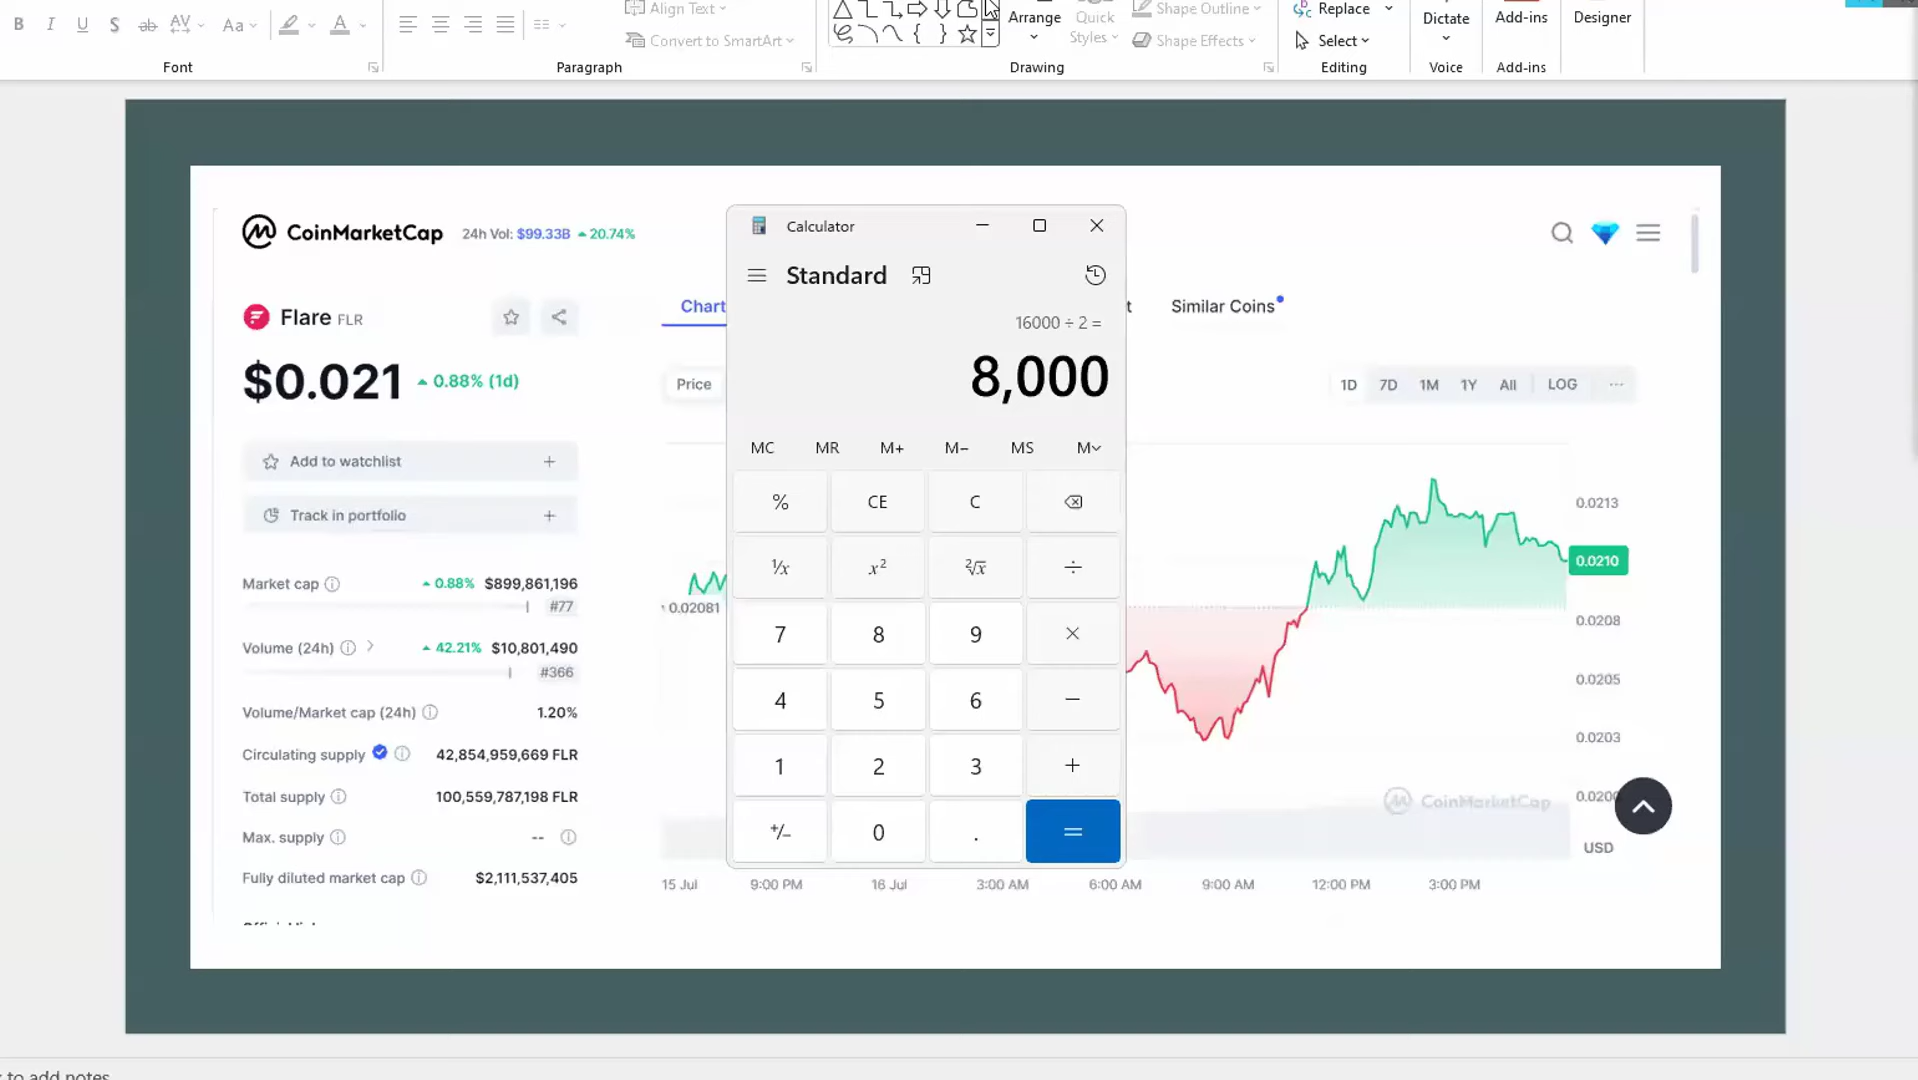 B I U S ab AV Aa A
Align Text
Convert to SmartArt
Arrange
Quick Styles
Shape Outline
Shape Effects
Replace
Select
Dictate
Add-ins
Designer
Font
Paragraph
Drawing
Editing
Voice
Add-ins
CoinMarketCap 24h Vol: $99.33B 20.74%
Flare FLR
$0.021 0.88% (1d)
Add to watchlist +
Track in portfolio +
Market cap 0.88% $899,861,196
#77
Volume (24h) 42.21% $10,801,490
#366
Volume/Market cap (24h) 1.20%
Circulating supply 42,854,959,669 FLR
Total supply 100,559,787,198 FLR
Max. supply --
Fully diluted market cap $2,111,537,405
Chart
Similar Coins
Price
1D 7D 1M 1Y All LOG ...
Calculator
Standard
16000 ÷ 2 =
8,000
MC MR M+ M− MS M
% CE C
1/x x² ²√x ÷
7 8 9 ×
4 5 6 −
1 2 3 +
+/− 0 . =
0.02081
0.0213
0.0210
0.0208
0.0205
0.0203
0.0200
CoinMarketCap
USD
15 Jul 9:00 PM 16 Jul 3:00 AM 6:00 AM 9:00 AM 12:00 PM 3:00 PM
to add notes